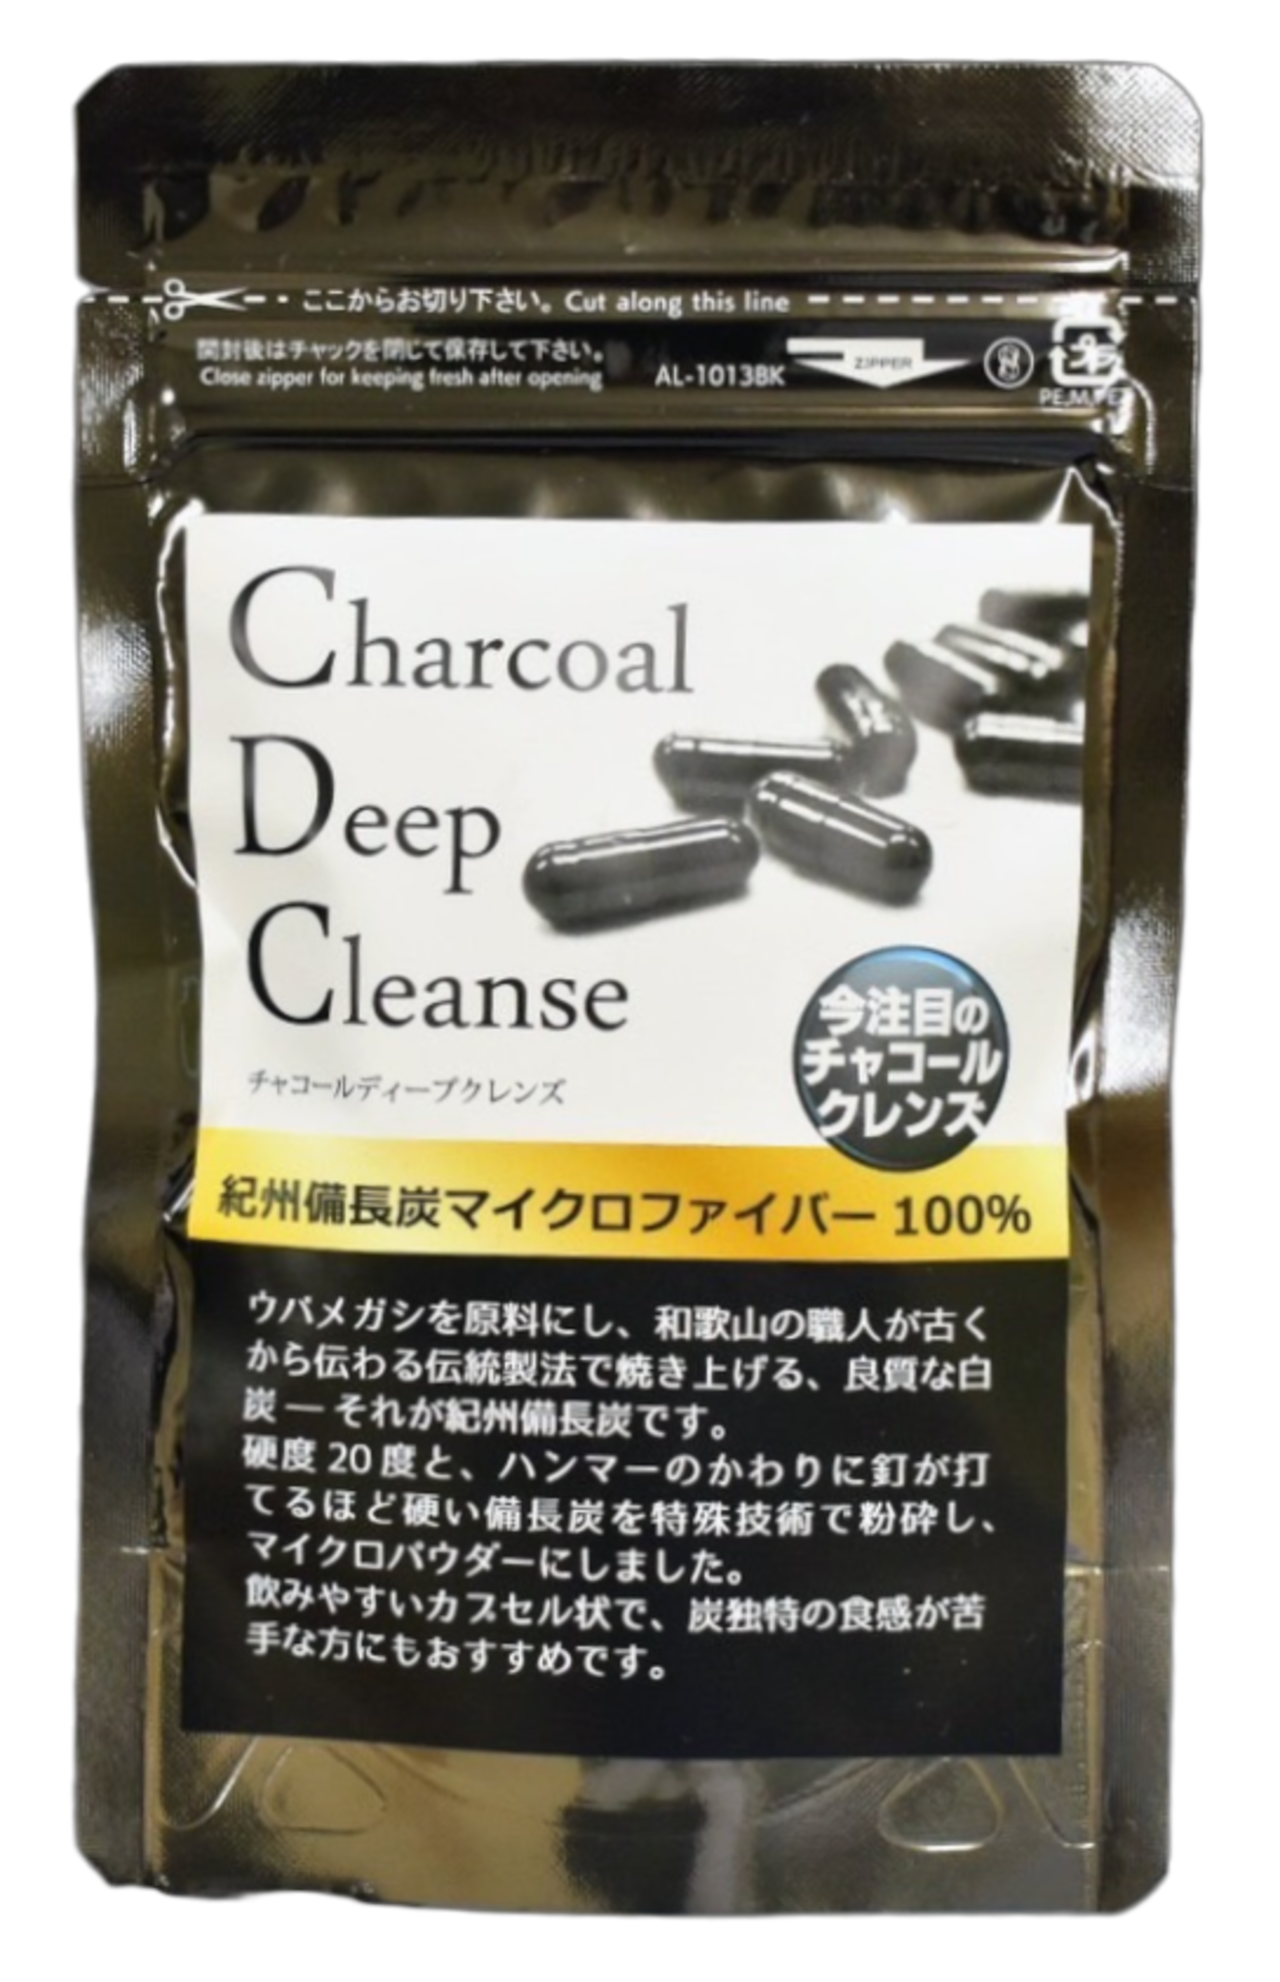 ここからお切り下さい。Cut along this line
開封後はチャックを閉じて保存して下さい。
Close zipper for keeping fresh after opening
AL-1013BK
ZIPPER
PE,M,PET
Charcoal
Deep
Cleanse
チャコールディープクレンズ
今注目の
チャコール
クレンズ
紀州備長炭マイクロファイバー 100%
ウバメガシを原料にし、和歌山の職人が古く
から伝わる伝統製法で焼き上げる、良質な白
炭 ― それが紀州備長炭です。
硬度 20 度と、ハンマーのかわりに釘が打
てるほど硬い備長炭を特殊技術で粉砕し、
マイクロパウダーにしました。
飲みやすいカプセル状で、炭独特の食感が苦
手な方にもおすすめです。